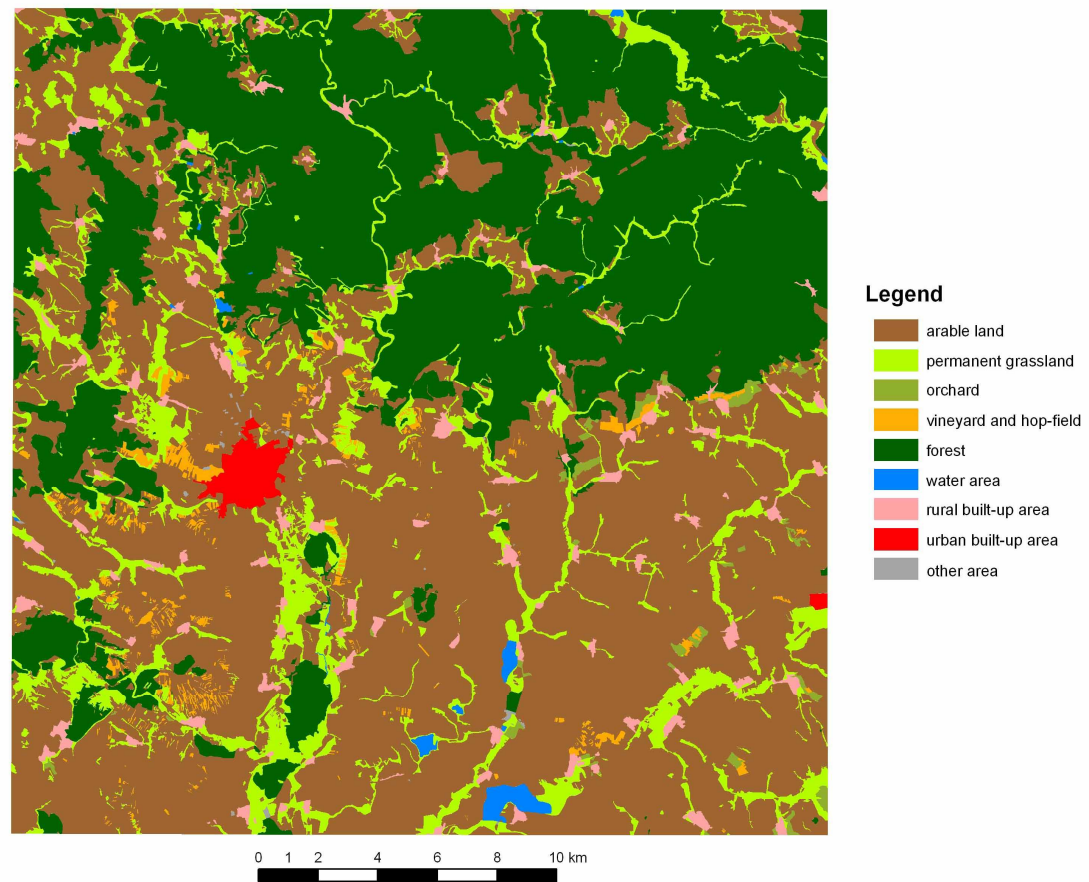 Legend
arable land
permanent grassland
orchard
vineyard and hop-field
forest
water area
rural built-up area
urban built-up area
other area
0 1 2 4 6 8 10 km